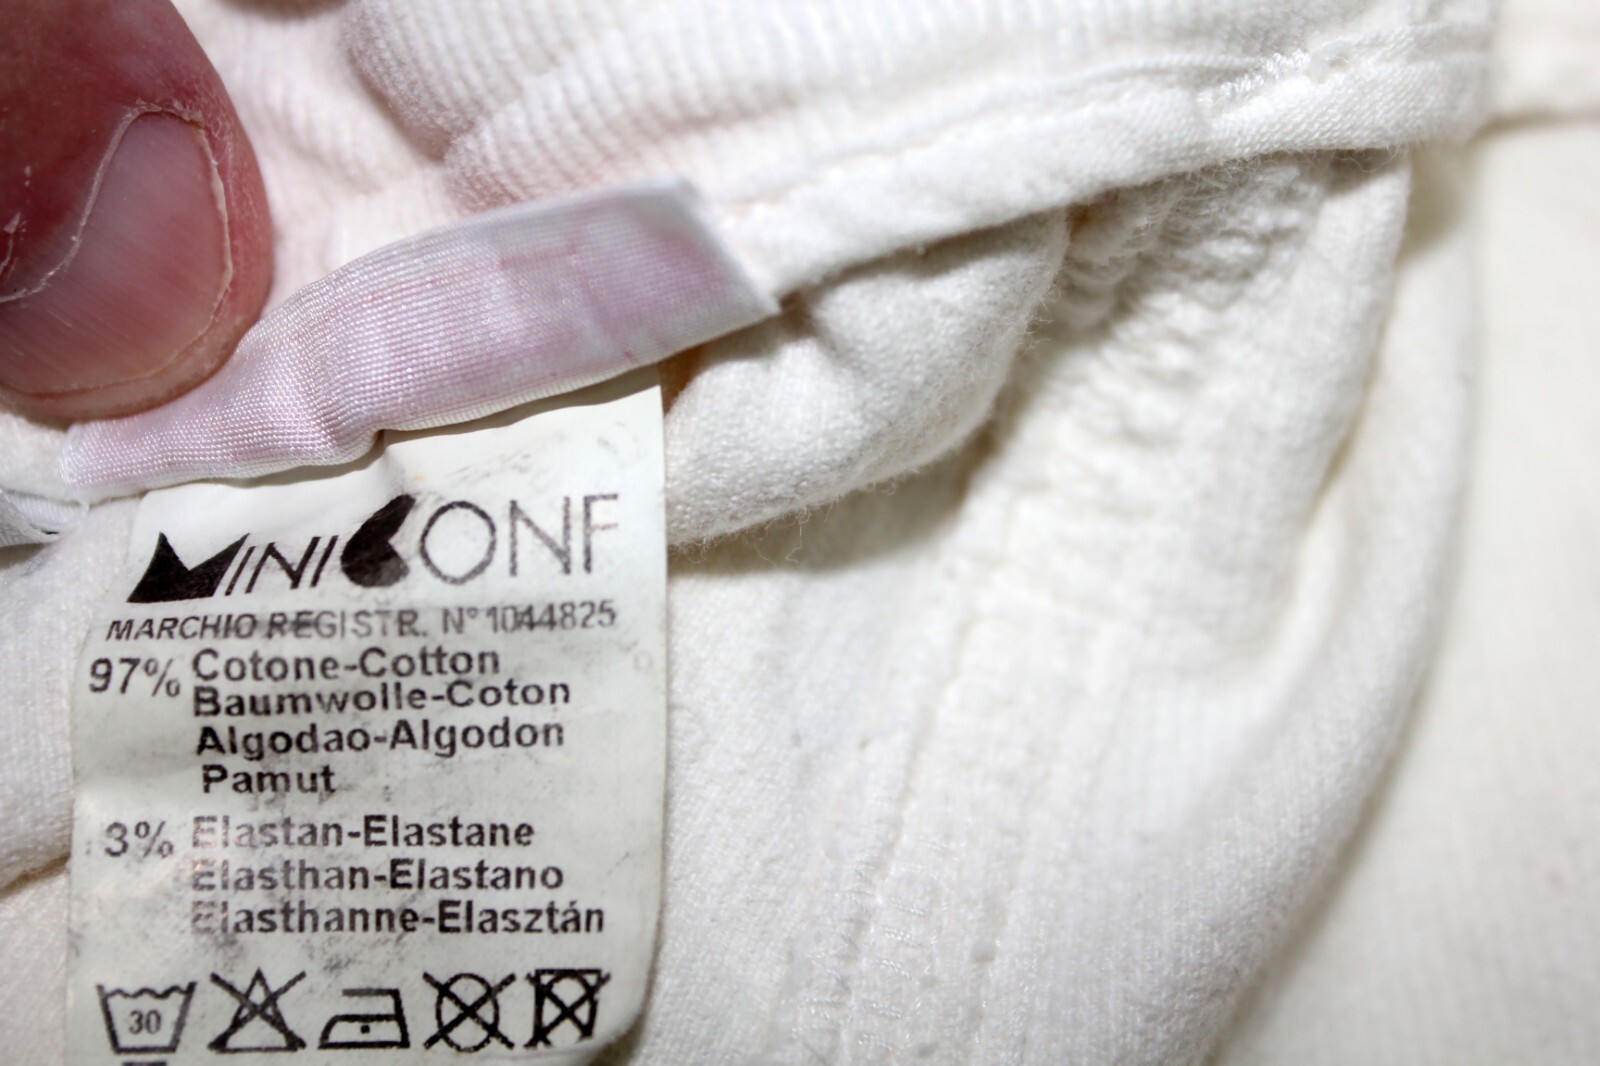 MINICONF
MARCHIO REGISTR. N° 1044825
97% Cotone-Cotton
Baumwolle-Coton
Algodao-Algodon
Pamut
3% Elastan-Elastane
Elasthan-Elastano
Elasthanne-Elasztán
30